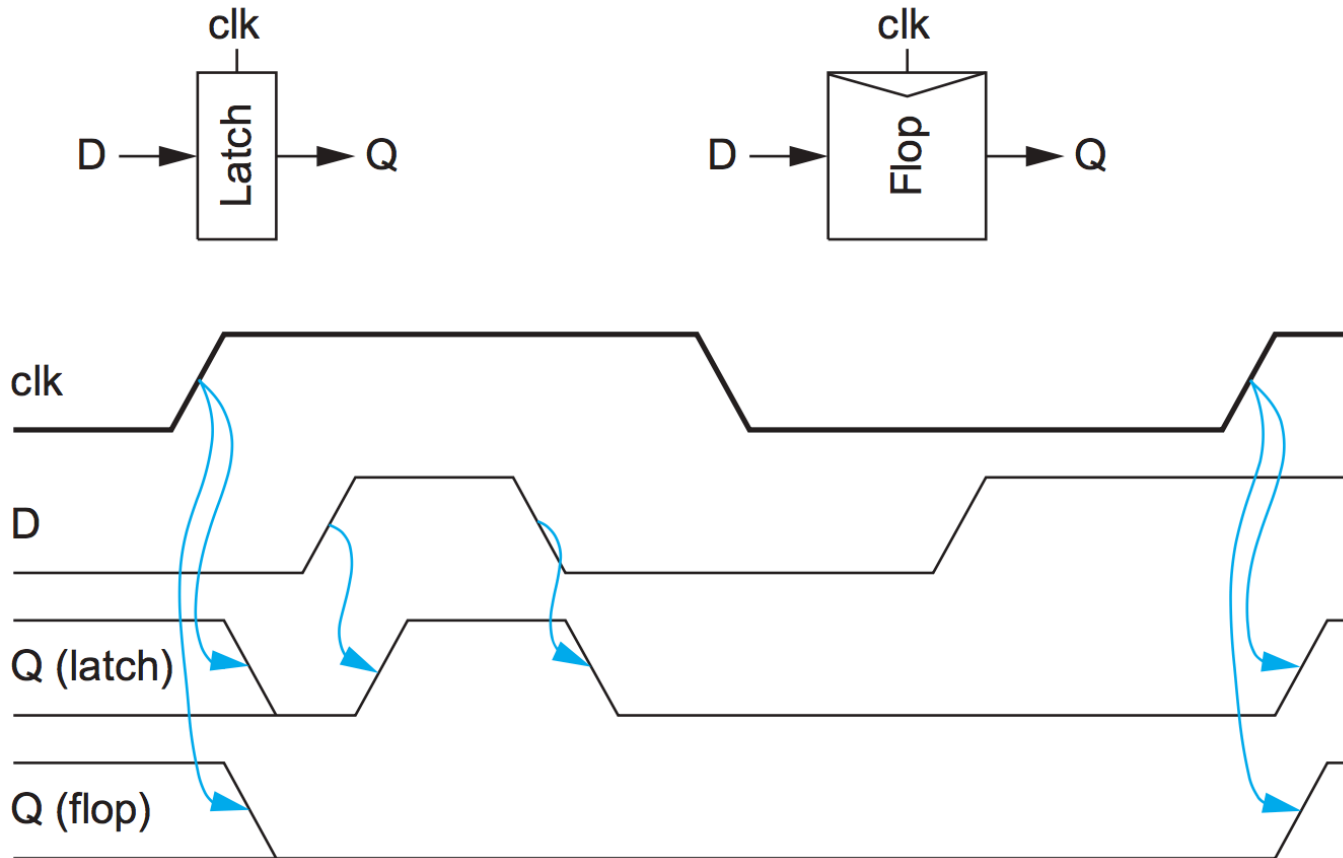 clk
clk
D
Latch
Q
D
Flop
Q
clk
D
Q (latch)
Q (flop)